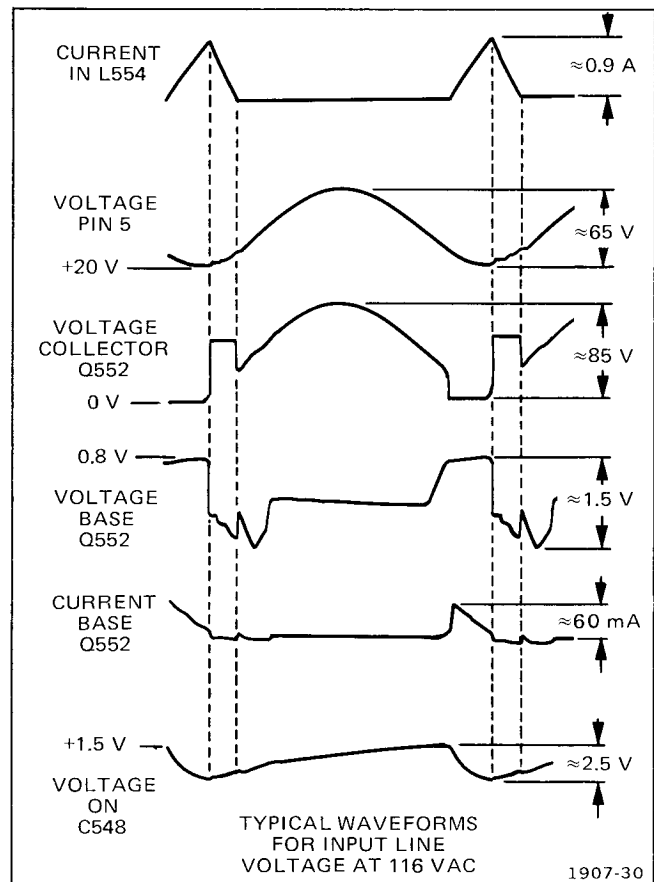 CURRENT
IN L554
≈0.9 A
VOLTAGE
PIN 5
≈65 V
+20 V
VOLTAGE
COLLECTOR
Q552
≈85 V
0 V
0.8 V
VOLTAGE
BASE
Q552
≈1.5 V
CURRENT
BASE
Q552
≈60 mA
+1.5 V
≈2.5 V
VOLTAGE
ON
C548
TYPICAL WAVEFORMS
FOR INPUT LINE
VOLTAGE AT 116 VAC
1907-30